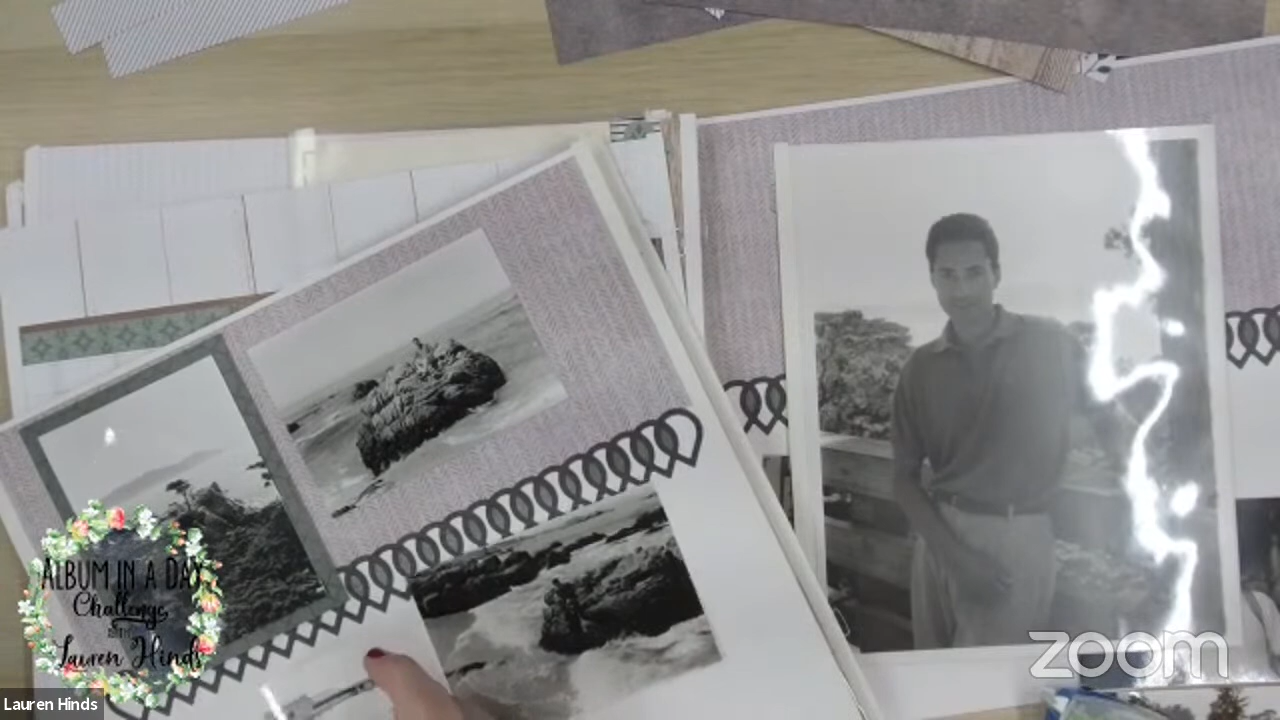 ALBUM IN A DAY
Challenge
WITH
Lauren Hinds
Lauren Hinds
zoom